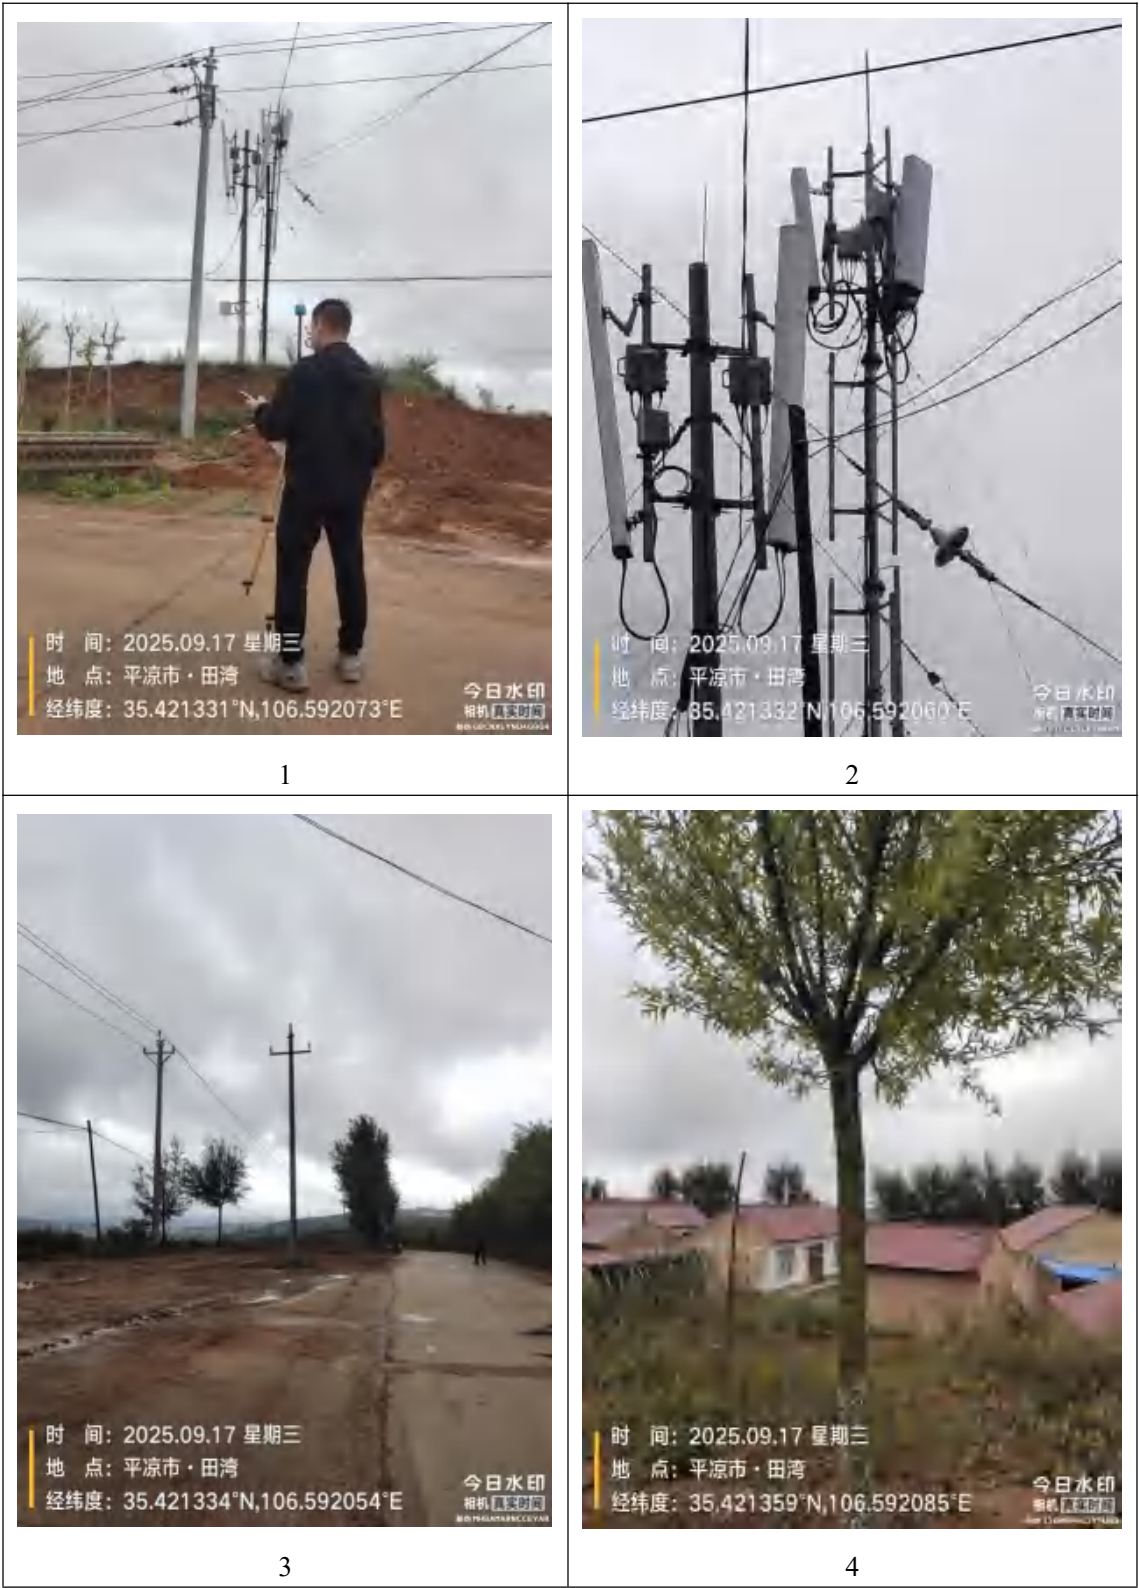 时 间：2025.09.17 星期三
地 点：平凉市·田湾
经纬度：35.421331°N,106.592073°E
今日水印
相机 真实时间
1
时 间：2025.09.17 星期三
地 点：平凉市·田湾
经纬度：35.421332°N,106.592060°E
今日水印
相机 真实时间
2
时 间：2025.09.17 星期三
地 点：平凉市·田湾
经纬度：35.421334°N,106.592054°E
今日水印
相机 真实时间
3
时 间：2025.09.17 星期三
地 点：平凉市·田湾
经纬度：35.421359°N,106.592085°E
今日水印
相机 真实时间
4